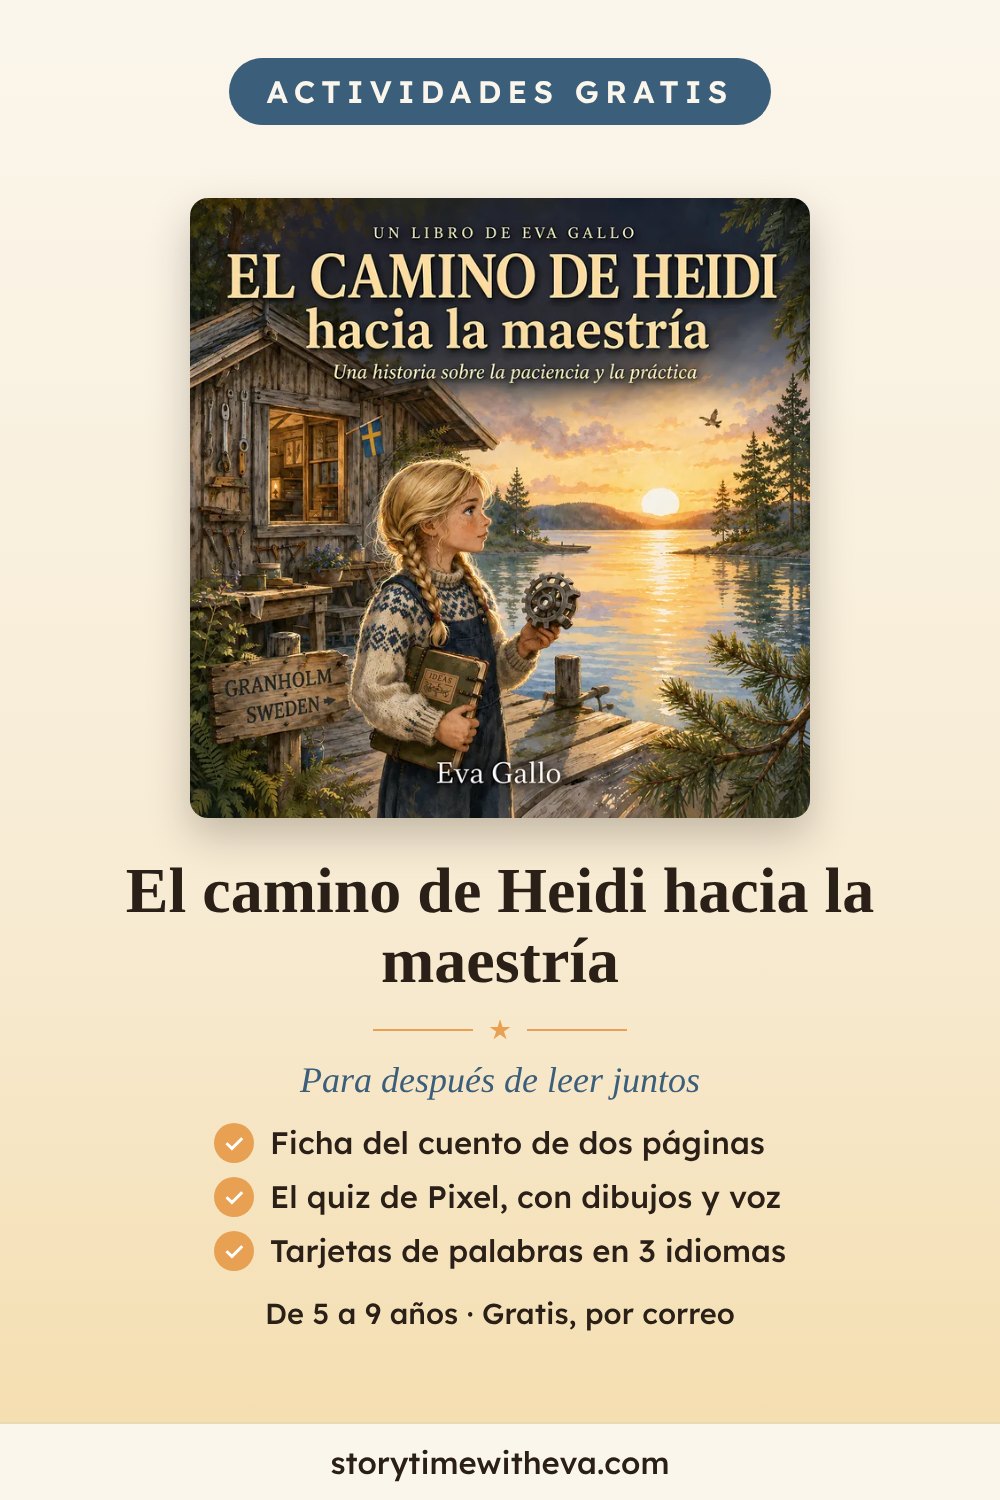 ACTIVIDADES GRATIS
UN LIBRO DE EVA GALLO
EL CAMINO DE HEIDI
hacia la maestría
Una historia sobre la paciencia y la práctica
IDEAS
GRANHOLM
SWEDEN
Eva Gallo
El camino de Heidi hacia la
maestría
Para después de leer juntos
Ficha del cuento de dos páginas
El quiz de Pixel, con dibujos y voz
Tarjetas de palabras en 3 idiomas
De 5 a 9 años · Gratis, por correo
storytimewitheva.com